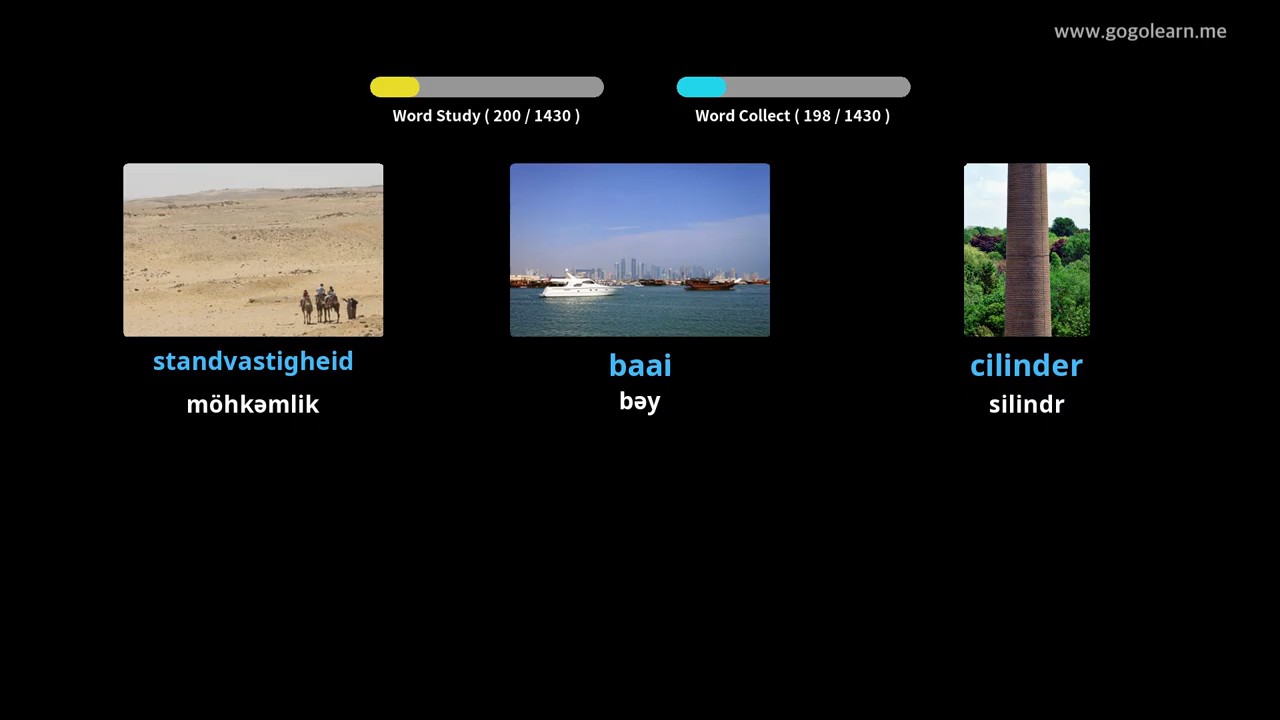 www.gogolearn.me
Word Study ( 200 / 1430 )
Word Collect ( 198 / 1430 )
standvastigheid
möhkəmlik
baai
bəy
cilinder
silindr